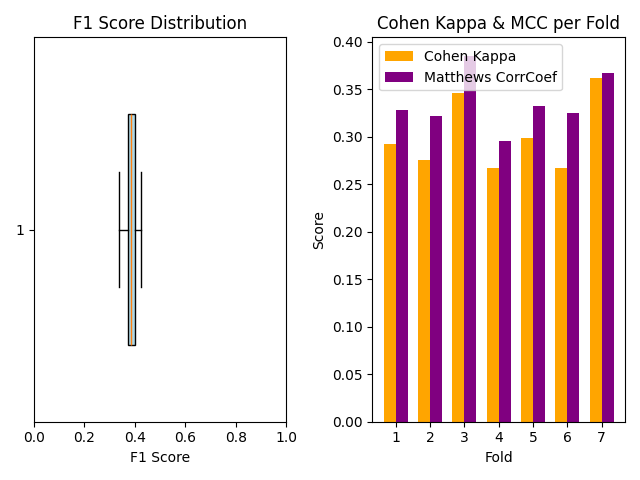 F1 Score Distribution
1
0.0 0.2 0.4 0.6 0.8 1.0
F1 Score
Cohen Kappa & MCC per Fold
Cohen Kappa
Matthews CorrCoef
0.40
0.35
0.30
0.25
0.20
0.15
0.10
0.05
0.00
Score
1 2 3 4 5 6 7
Fold